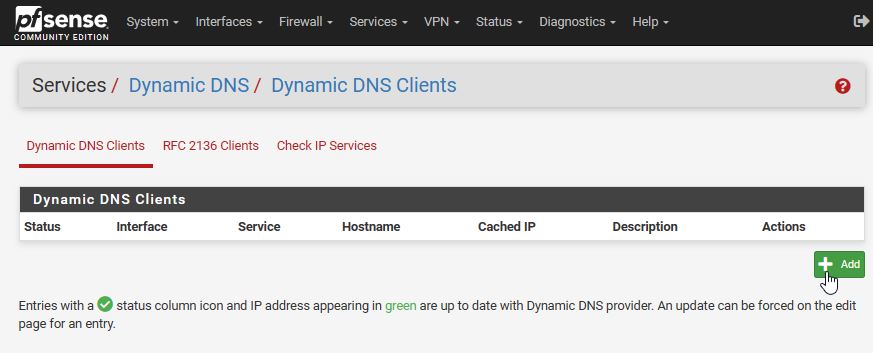 pfsense
COMMUNITY EDITION
System Interfaces Firewall Services VPN Status Diagnostics Help
Services / Dynamic DNS / Dynamic DNS Clients
Dynamic DNS Clients RFC 2136 Clients Check IP Services
Dynamic DNS Clients
Status Interface Service Hostname Cached IP Description Actions
Add
Entries with a status column icon and IP address appearing in green are up to date with Dynamic DNS provider. An update can be forced on the edit
page for an entry.